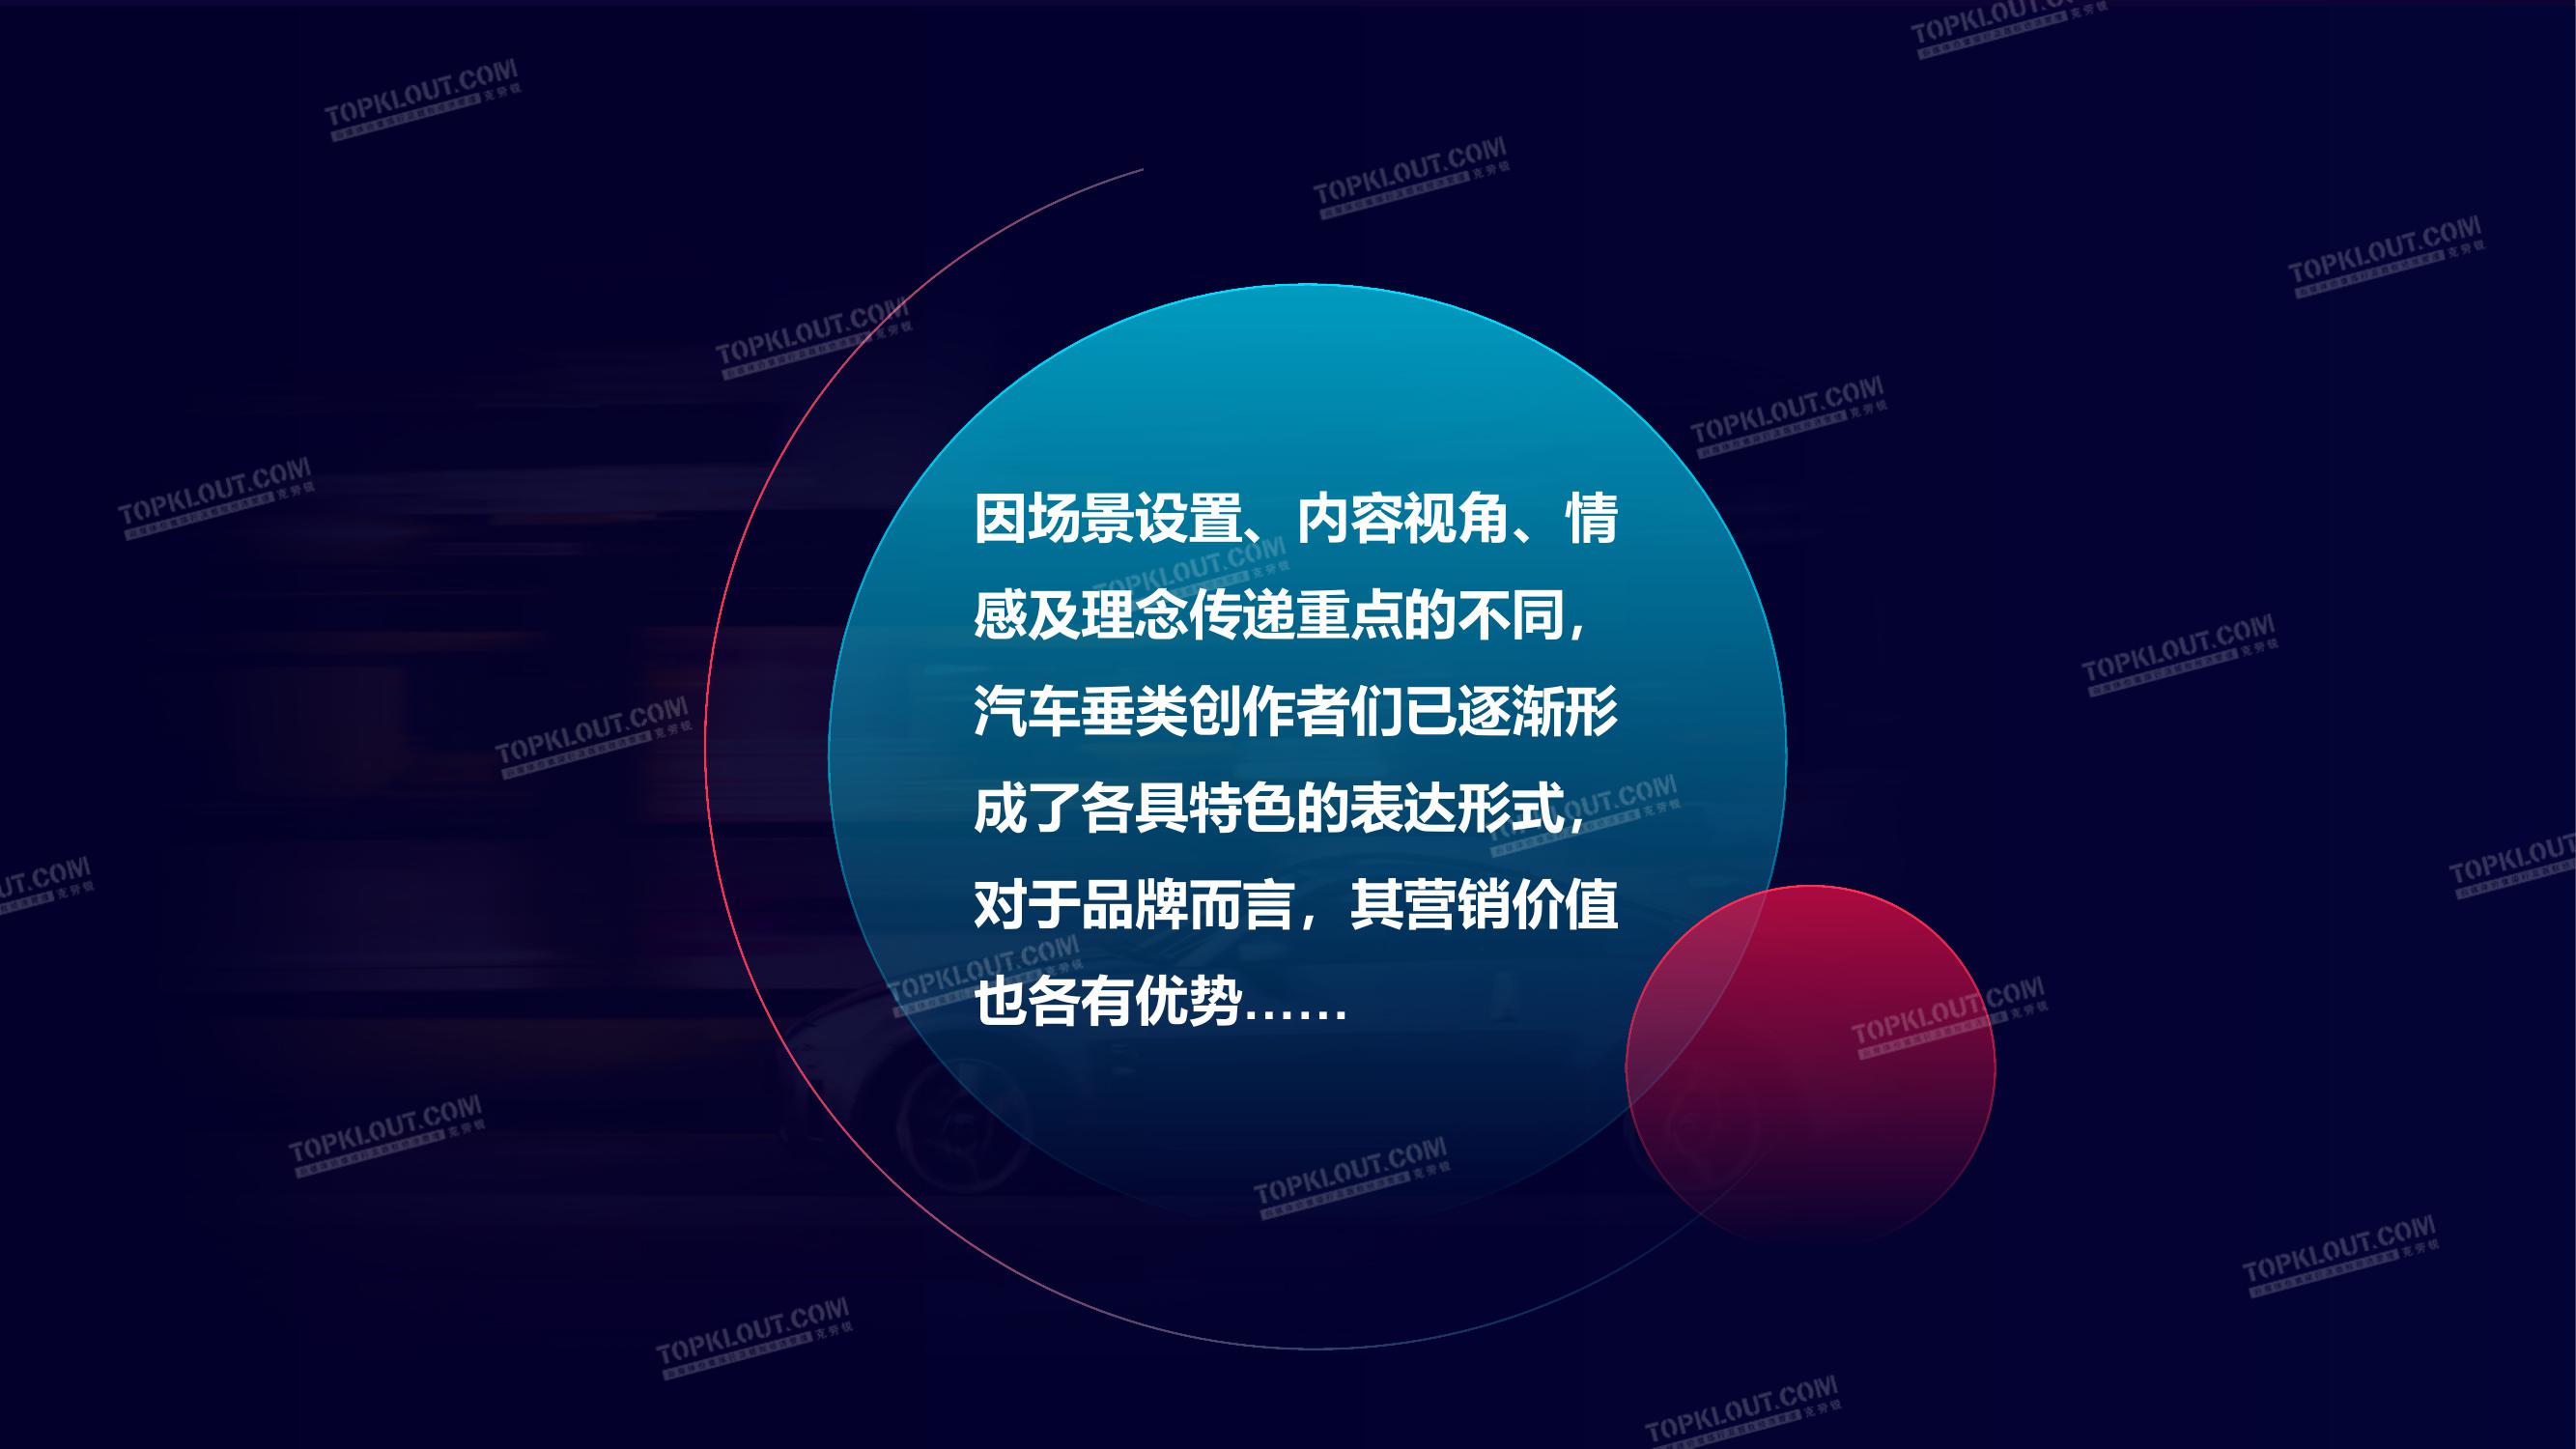 因场景设置、内容视角、情
感及理念传递重点的不同，
汽车垂类创作者们已逐渐形
成了各具特色的表达形式，
对于品牌而言，其营销价值
也各有优势……
TOPKLOUT.COM
克劳锐